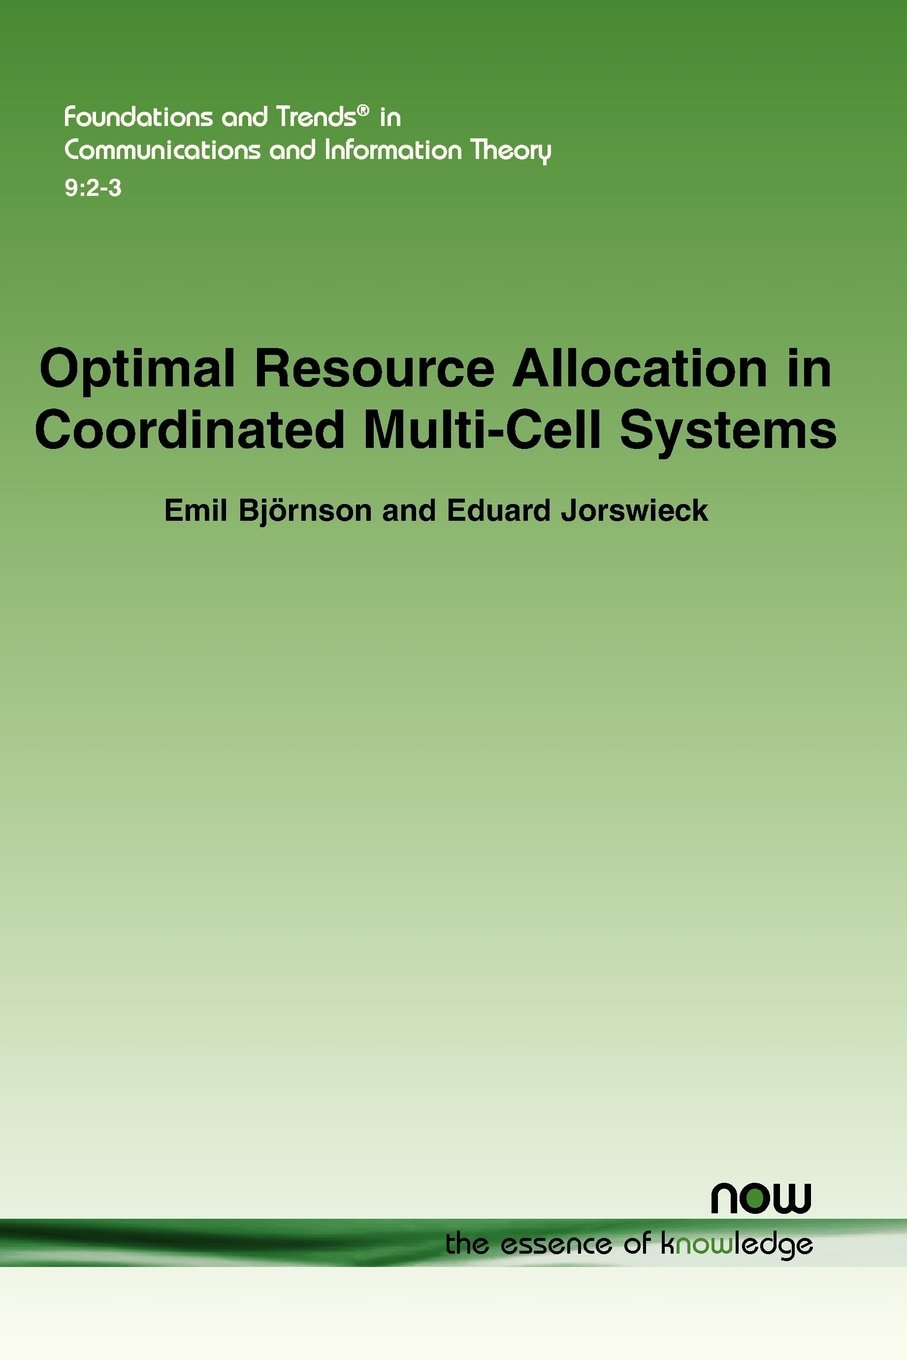 Foundations and Trends® in
Communications and Information Theory
9:2-3
Optimal Resource Allocation in
Coordinated Multi-Cell Systems
Emil Björnson and Eduard Jorswieck
now
the essence of knowledge